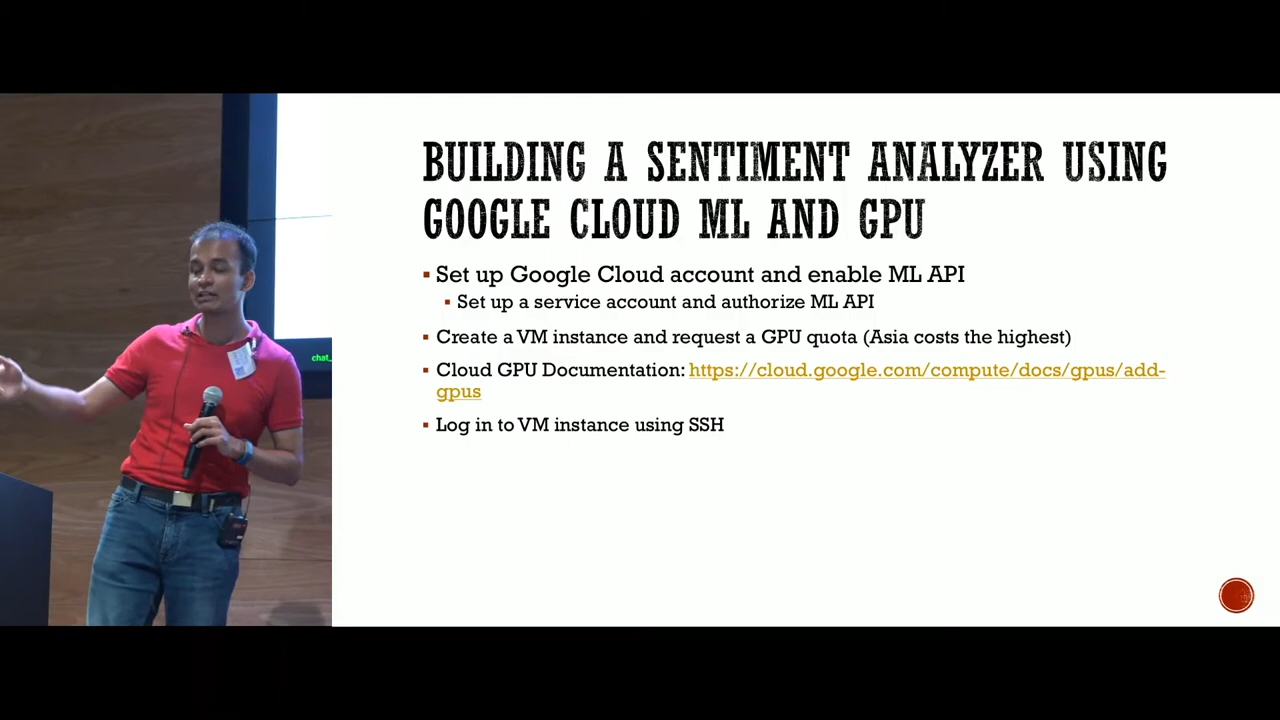 BUILDING A SENTIMENT ANALYZER USING
GOOGLE CLOUD ML AND GPU
▪ Set up Google Cloud account and enable ML API
▪ Set up a service account and authorize ML API
▪ Create a VM instance and request a GPU quota (Asia costs the highest)
▪ Cloud GPU Documentation: https://cloud.google.com/compute/docs/gpus/add-
gpus
▪ Log in to VM instance using SSH
chat_